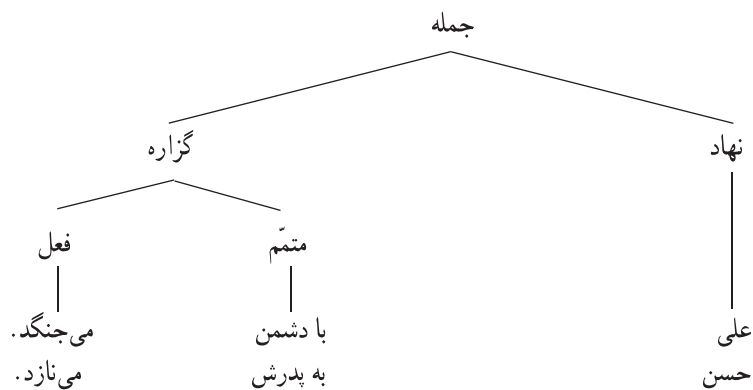 جمله
نهاد گزاره
متمّم فعل
علی با دشمن می‌جنگد.
حسن به پدرش می‌نازد.